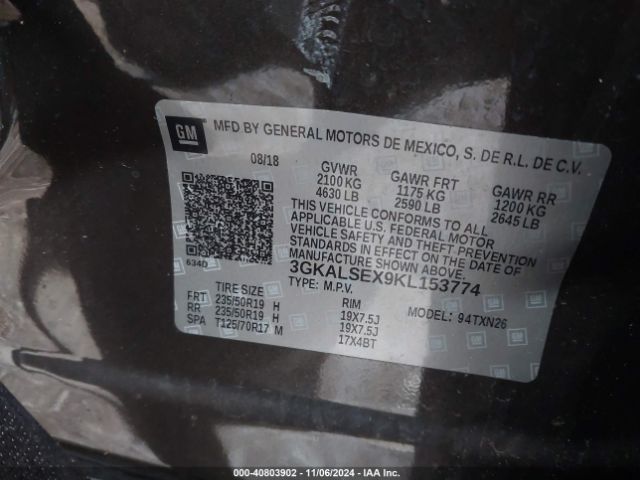 GM MFD BY GENERAL MOTORS DE MEXICO, S. DE R.L. DE C.V.
08/18 GVWR GAWR FRT GAWR RR
2100 KG 1175 KG 1200 KG
4630 LB 2590 LB 2645 LB
THIS VEHICLE CONFORMS TO ALL
APPLICABLE U.S. FEDERAL MOTOR
VEHICLE SAFETY AND THEFT PREVENTION
STANDARDS IN EFFECT ON THE DATE OF
MANUFACTURE SHOWN ABOVE.
6340 3GKALSEX9KL153774
TYPE: M.P.V. MODEL: 94TXN26
TIRE SIZE RIM
FRT 235/50R19 H 19X7.5J
RR 235/50R19 H 19X7.5J
SPA T125/70R17 M 17X4BT
000-40803902 - 11/06/2024 - IAA Inc.